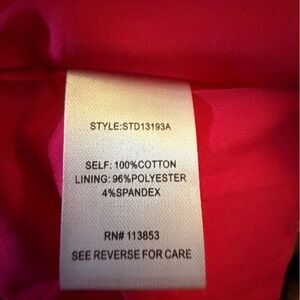 STYLE:STD13193A
SELF: 100%COTTON
LINING: 96%POLYESTER
4%SPANDEX
RN# 113853
SEE REVERSE FOR CARE